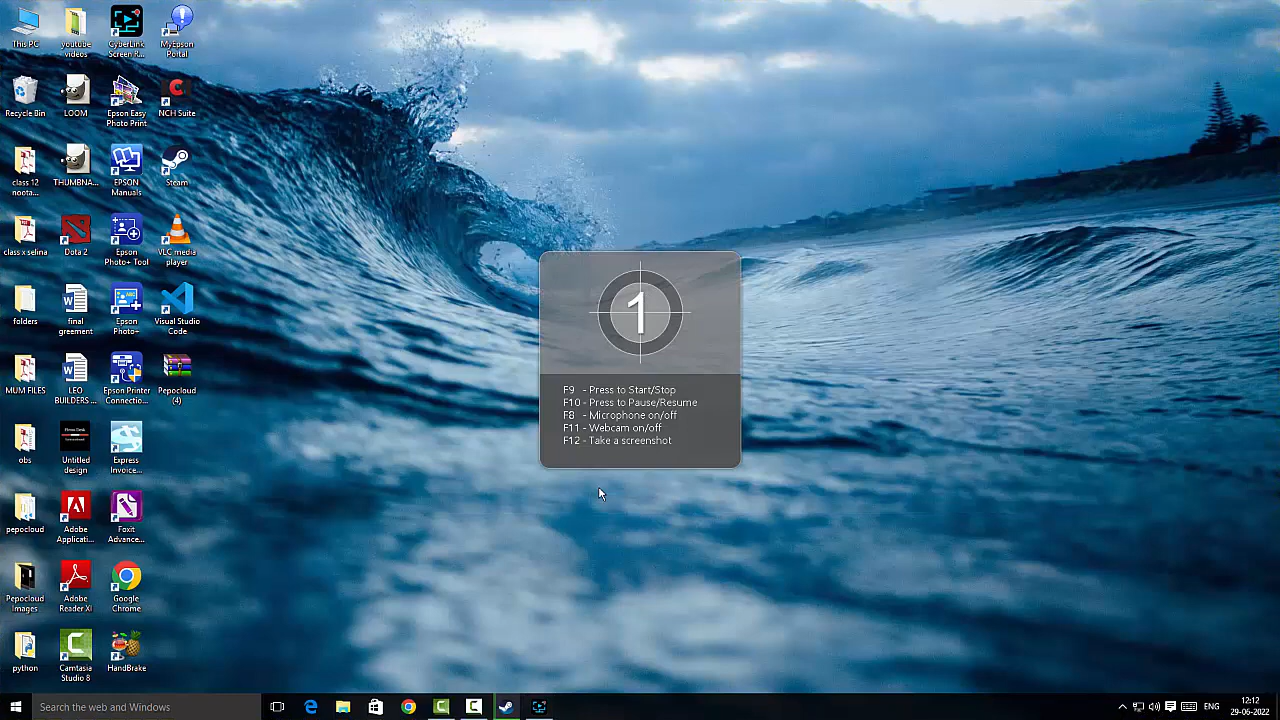 This PC
youtube
videos
CyberLink
Screen R...
MyEpson
Portal
Recycle Bin
LOOM
Epson Easy
Photo Print
NCH Suite
class 12
noota...
THUMBNA...
EPSON
Manuals
Steam
class x selina
Dota 2
Epson
Photo+ Tool
VLC media
player
folders
final
greement
Epson
Photo+
Visual Studio
Code
MUM FILES
LEO
BUILDERS ...
Epson Printer
Connectio...
Pepocloud
(4)
obs
Untitled
design
Express
Invoice...
pepocloud
Adobe
Applicati...
Foxit
Advance...
Pepocloud
Images
Adobe
Reader XI
Google
Chrome
python
Camtasia
Studio 8
HandBrake
1
F9 - Press to Start/Stop
F10 - Press to Pause/Resume
F8 - Microphone on/off
F11 - Webcam on/off
F12 - Take a screenshot
Search the web and Windows
ENG
12:12
29-06-2022